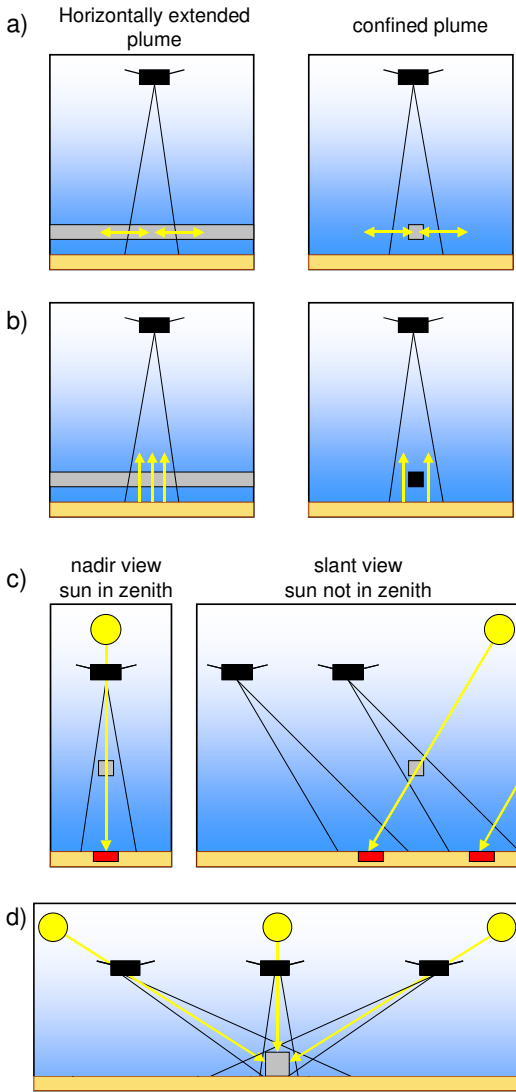 a)
Horizontally extended
plume
confined plume
b)
c)
nadir view
sun in zenith
slant view
sun not in zenith
d)